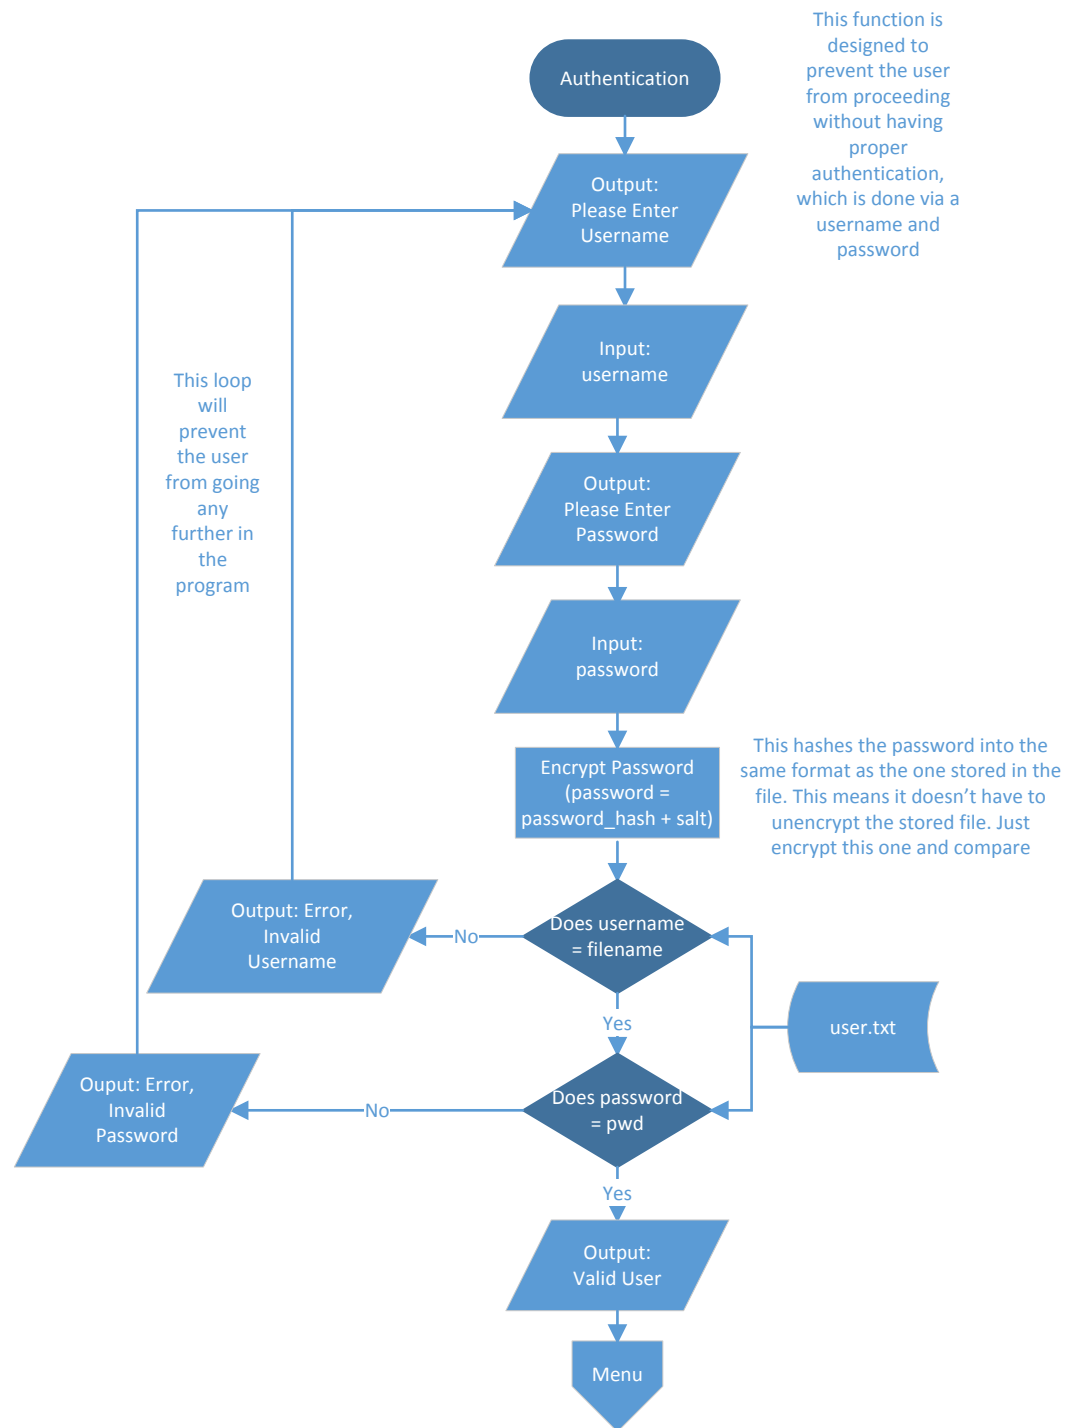 Authentication
This function is
designed to
prevent the user
from proceeding
without having
proper
authentication,
which is done via a
username and
password
Output:
Please Enter
Username
Input:
username
This loop
will
prevent
the user
from going
any
further in
the
program
Output:
Please Enter
Password
Input:
password
Encrypt Password
(password =
password_hash + salt)
This hashes the password into the
same format as the one stored in the
file. This means it doesn’t have to
unencrypt the stored file. Just
encrypt this one and compare
Does username
= filename
No
Output: Error,
Invalid
Username
Yes
user.txt
Does password
= pwd
No
Ouput: Error,
Invalid
Password
Yes
Output:
Valid User
Menu